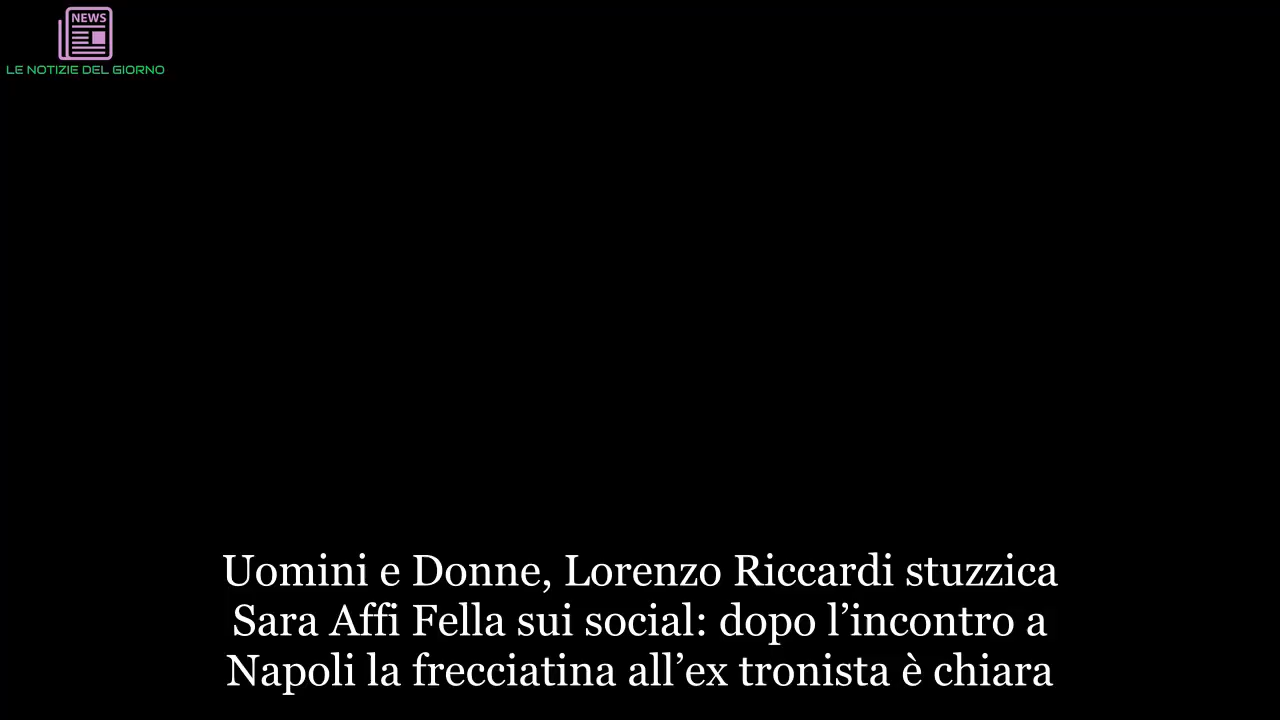 NEWS
LE NOTIZIE DEL GIORNO
Uomini e Donne, Lorenzo Riccardi stuzzica
Sara Affi Fella sui social: dopo l’incontro a
Napoli la frecciatina all’ex tronista è chiara